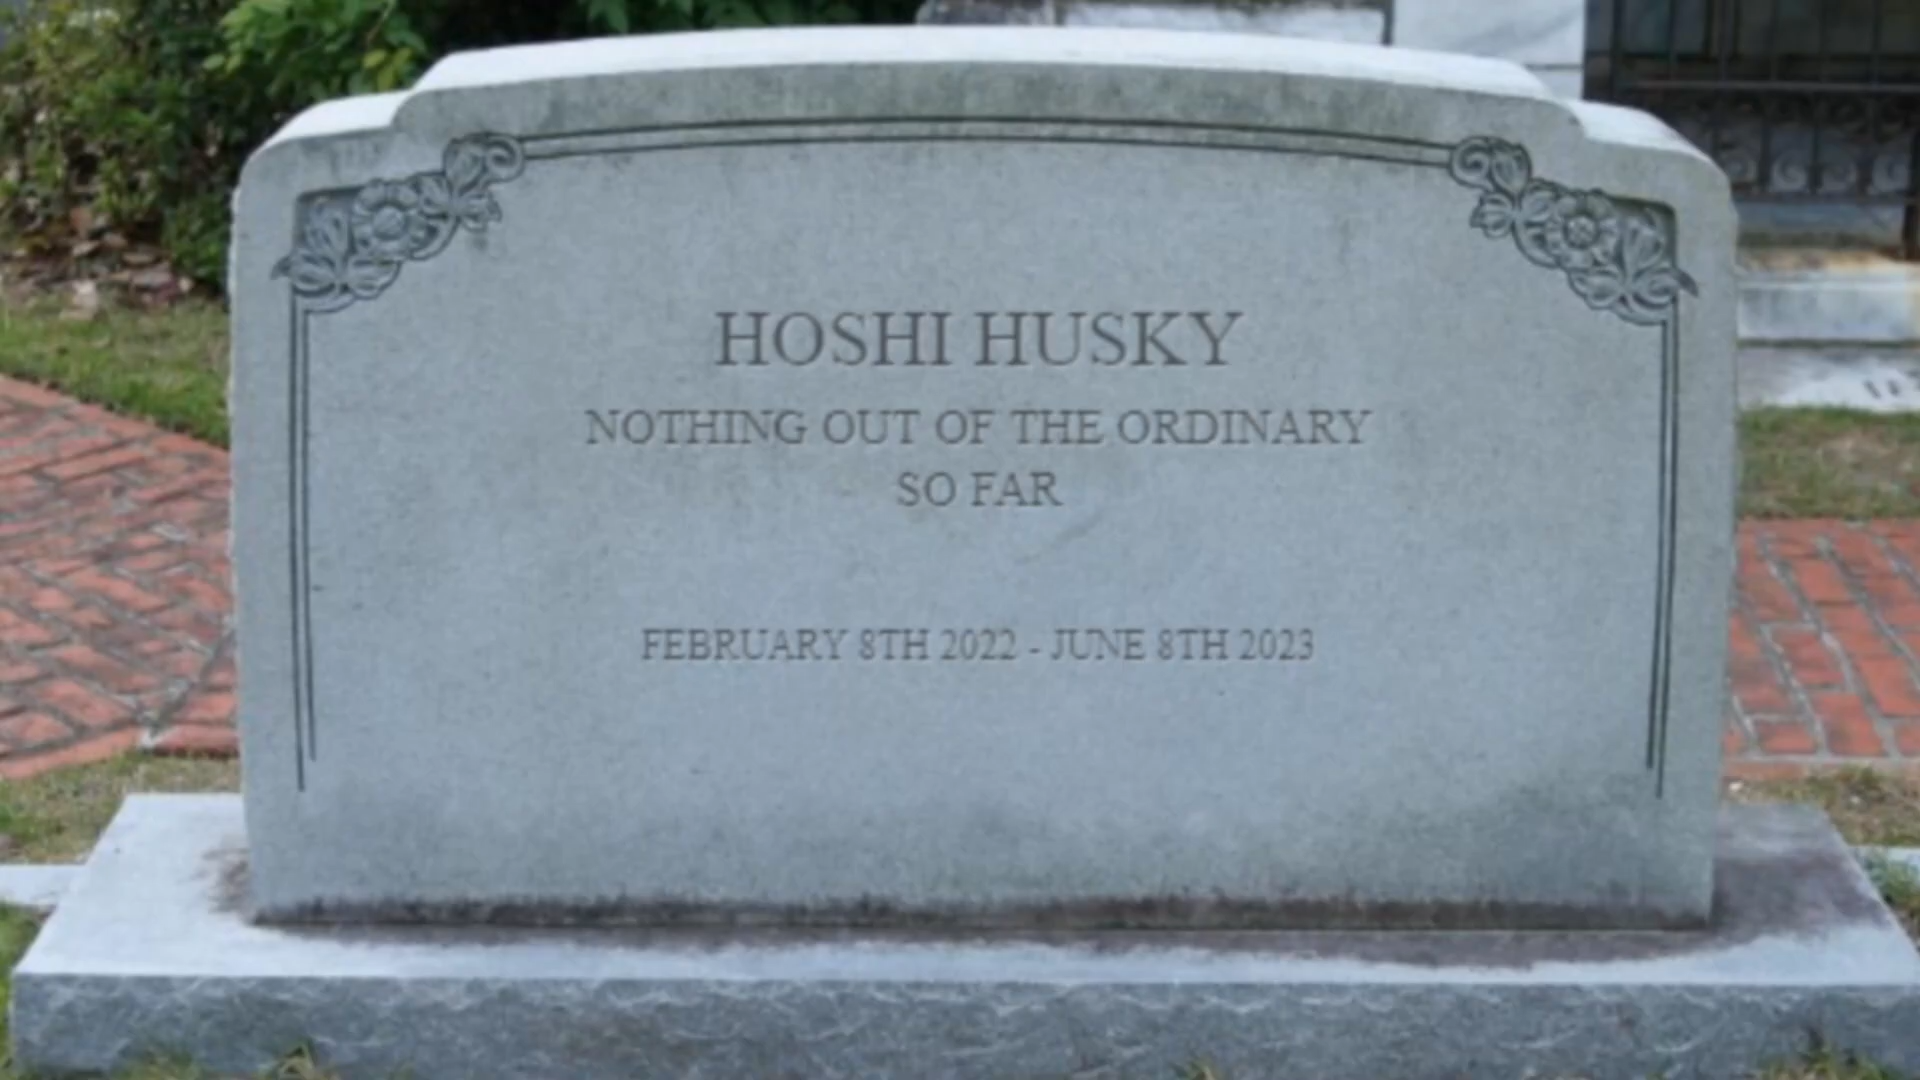 HOSHI HUSKY
NOTHING OUT OF THE ORDINARY
SO FAR
FEBRUARY 8TH 2022 - JUNE 8TH 2023